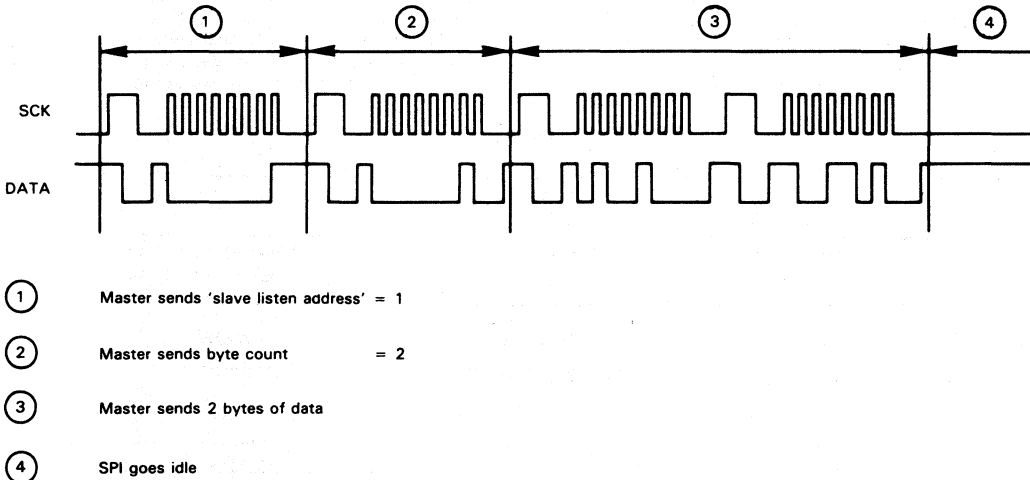 1 2 3 4
SCK
DATA
1 Master sends 'slave listen address' = 1
2 Master sends byte count = 2
3 Master sends 2 bytes of data
4 SPI goes idle